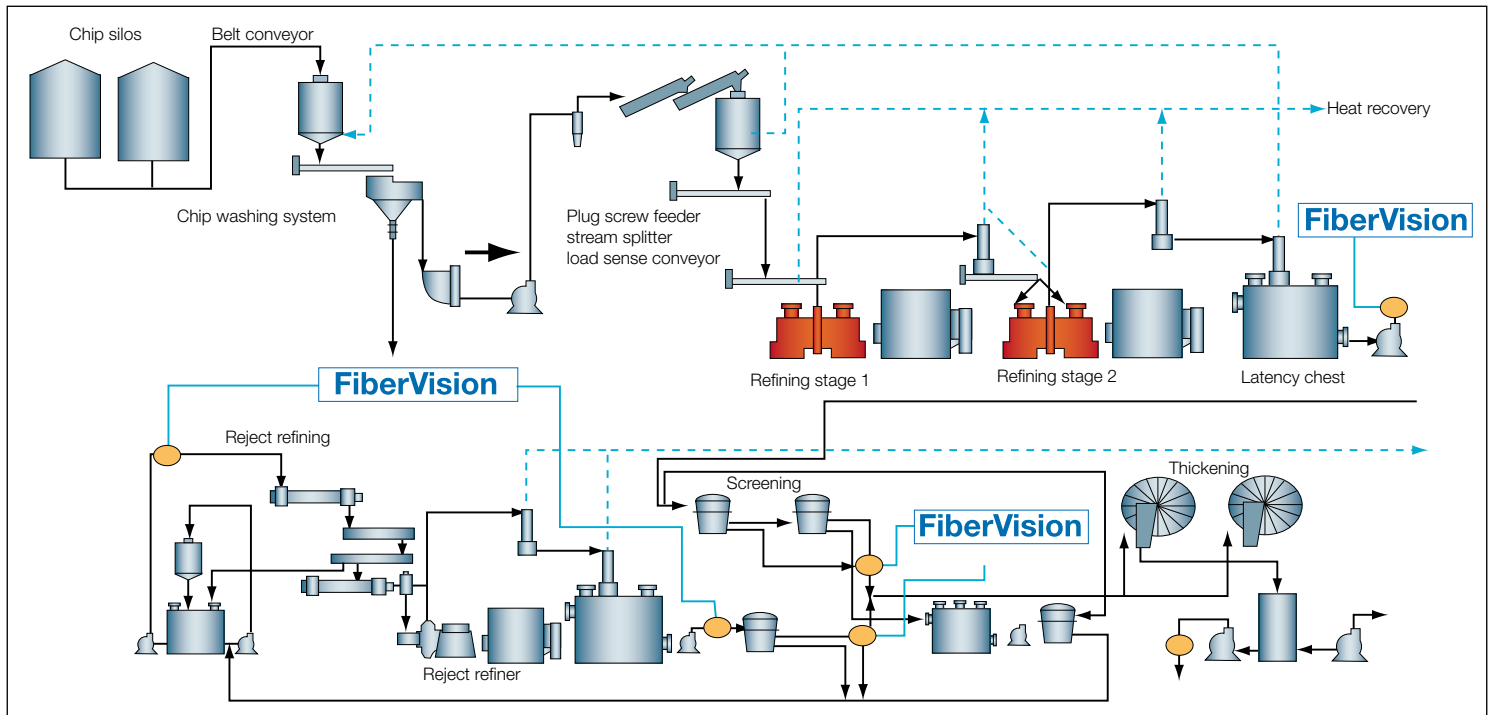 Chip silos
Belt conveyor
Heat recovery
Chip washing system
Plug screw feeder
stream splitter
load sense conveyor
FiberVision
Refining stage 1
Refining stage 2
Latency chest
FiberVision
Reject refining
Screening
Thickening
FiberVision
Reject refiner